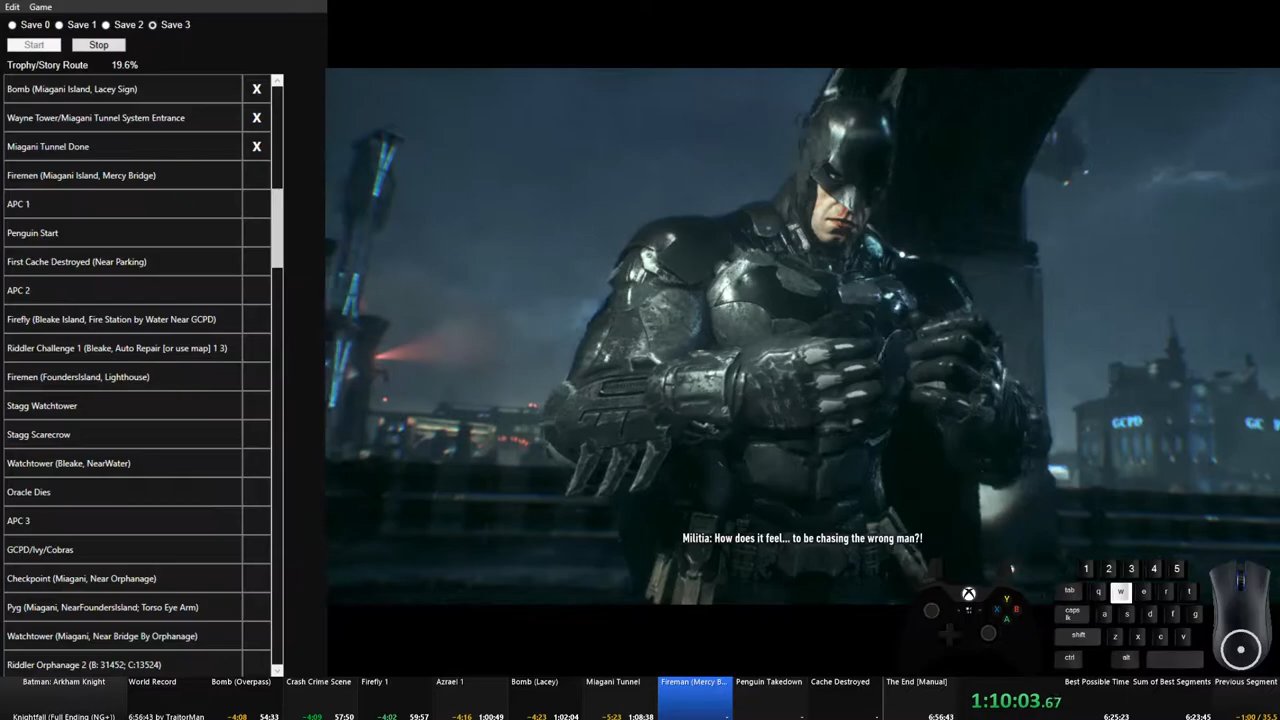 Edit Game
Save 0 Save 1 Save 2 Save 3
Start Stop
Trophy/Story Route 19.6%
Bomb (Miagani Island, Lacey Sign) X
Wayne Tower/Miagani Tunnel System Entrance X
Miagani Tunnel Done X
Firemen (Miagani Island, Mercy Bridge)
APC 1
Penguin Start
First Cache Destroyed (Near Parking)
APC 2
Firefly (Bleake Island, Fire Station by Water Near GCPD)
Riddler Challenge 1 (Bleake, Auto Repair [or use map] 1 3)
Firemen (FoundersIsland, Lighthouse)
Stagg Watchtower
Stagg Scarecrow
Watchtower (Bleake, NearWater)
Oracle Dies
APC 3
GCPD/Ivy/Cobras
Checkpoint (Miagani, Near Orphanage)
Pyg (Miagani, NearFoundersIsland; Torso Eye Arm)
Watchtower (Miagani, Near Bridge By Orphanage)
Riddler Orphanage 2 (B: 31452; C:13524)
GCPD GC
Militia: How does it feel... to be chasing the wrong man?!
Y
X B
A
1 2 3 4 5
tab q w e r t
caps lk a s d f g
shift z x c v
ctrl alt
Batman: Arkham Knight World Record Bomb (Overpass) Crash Crime Scene Firefly 1 Azrael 1 Bomb (Lacey) Miagani Tunnel Fireman (Mercy B... Penguin Takedown Cache Destroyed The End [Manual] Best Possible Time Sum of Best Segments Previous Segment
1:10:03.67
Knightfall (Full Ending (NG+)) 6:56:43 by TraitorMan -4:08 54:33 -4:09 57:50 -4:02 59:57 -4:16 1:00:49 -4:23 1:02:04 -5:23 1:08:38 - - - 6:56:43 6:25:23 6:23:45 -1:00 / 35.5